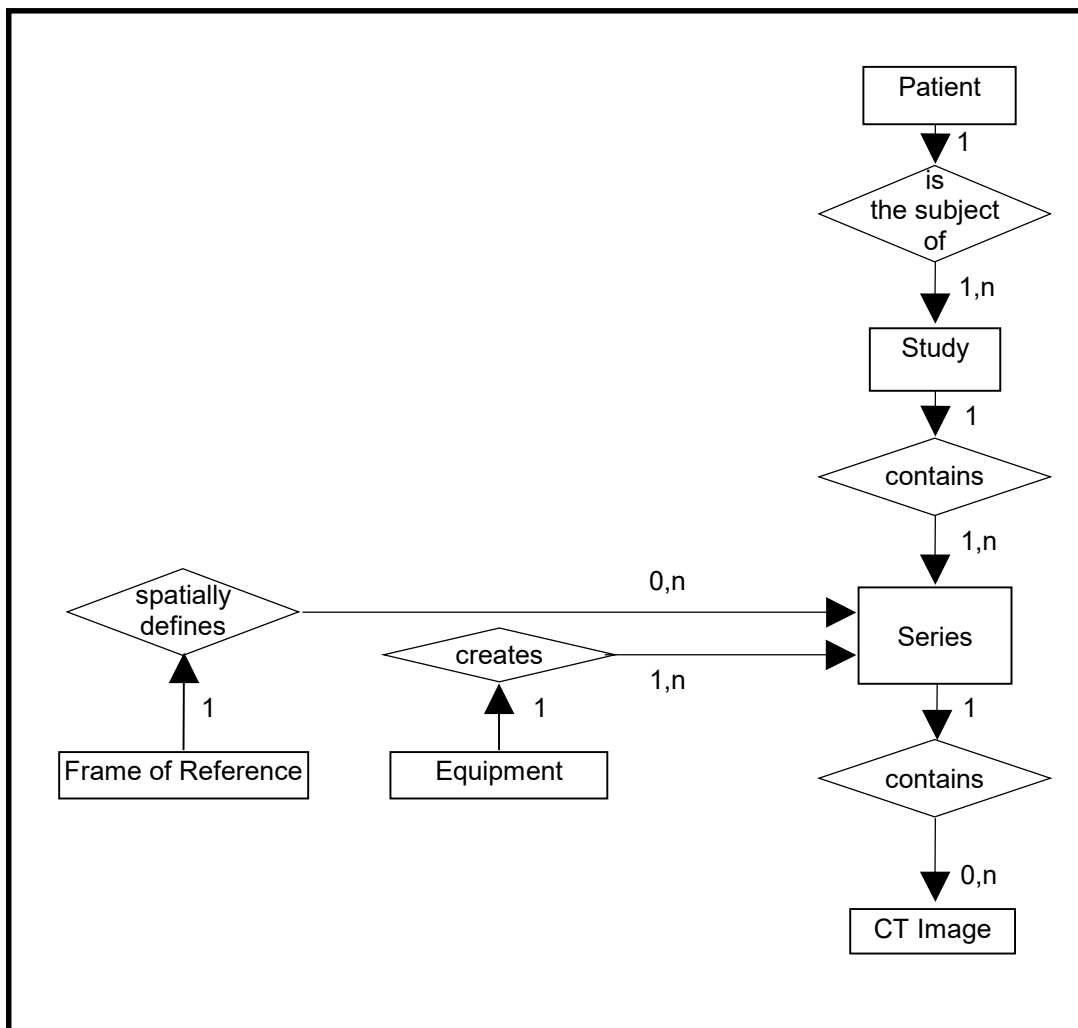 Patient
1
is
the subject
of
1,n
Study
1
contains
1,n
spatially
defines
0,n
Series
creates
1,n
1
1
1
Frame of Reference
Equipment
contains
0,n
CT Image